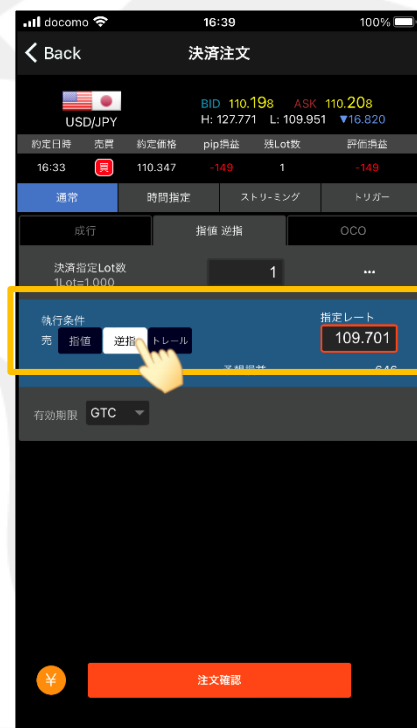 docomo 16:39 100%
Back 決済注文
USD/JPY
BID 110.198 ASK 110.208
H: 127.771 L: 109.951 ▼16.820
約定日時 売買 約定価格 pip損益 残Lot数 評価損益
16:33 買 110.347 -149 1 -149
通常 時間指定 ストリーミング トリガー
成行 指値 逆指 OCO
決済指定Lot数 1 ...
1Lot=1,000
執行条件 指定レート
売 指値 逆指 トレール 109.701
有効期限 GTC
¥ 注文確認